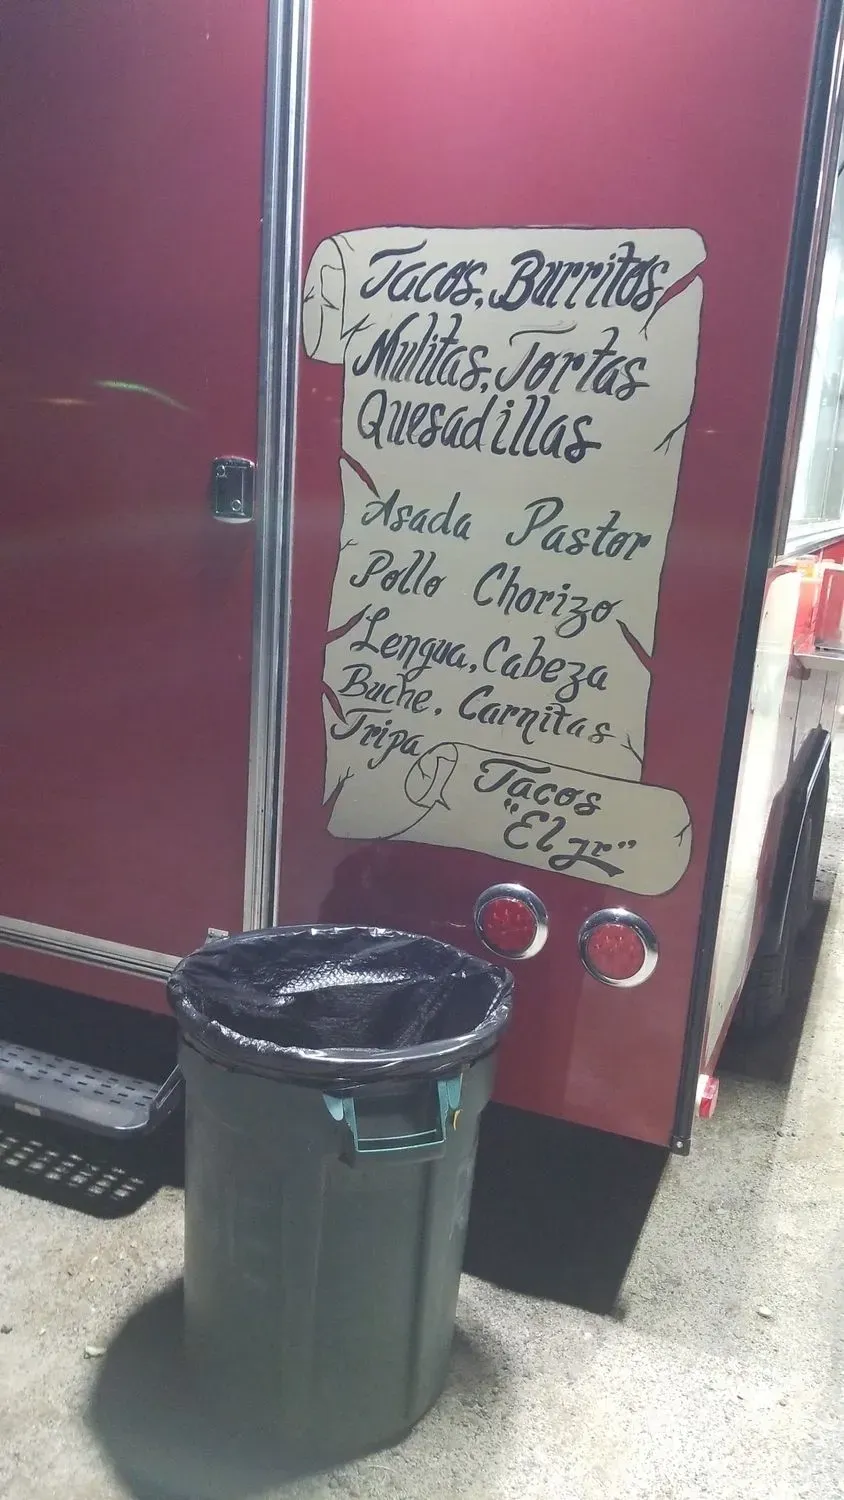 Tacos, Burritos
Mulitas, Tortas
Quesadillas
Asada Pastor
Pollo Chorizo
Lengua, Cabeza
Buche, Carnitas
Tripa
Tacos
"El Jr"